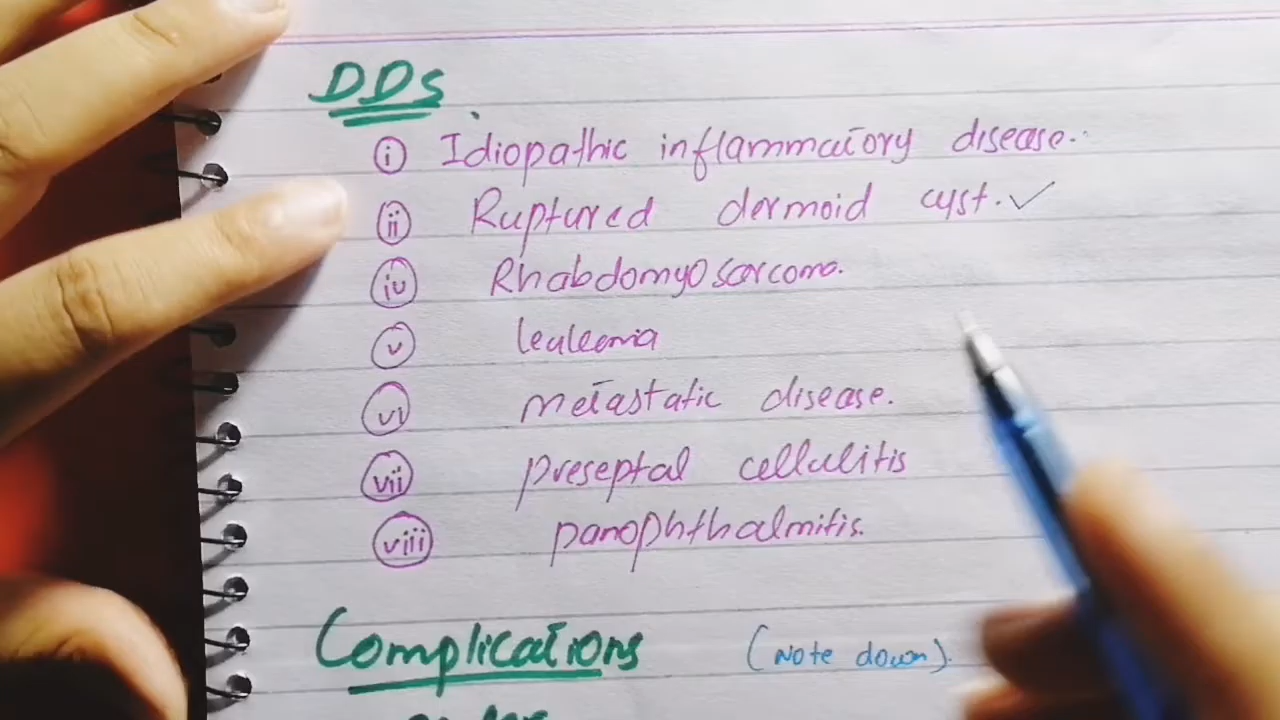 DDs
i Idiopathic inflammatory disease.
ii Ruptured dermoid cyst. ✓
iv Rhabdomyosarcoma.
v leukemia
vi metastatic disease.
vii preseptal cellulitis
viii panophthalmitis.
Complications (Note down).